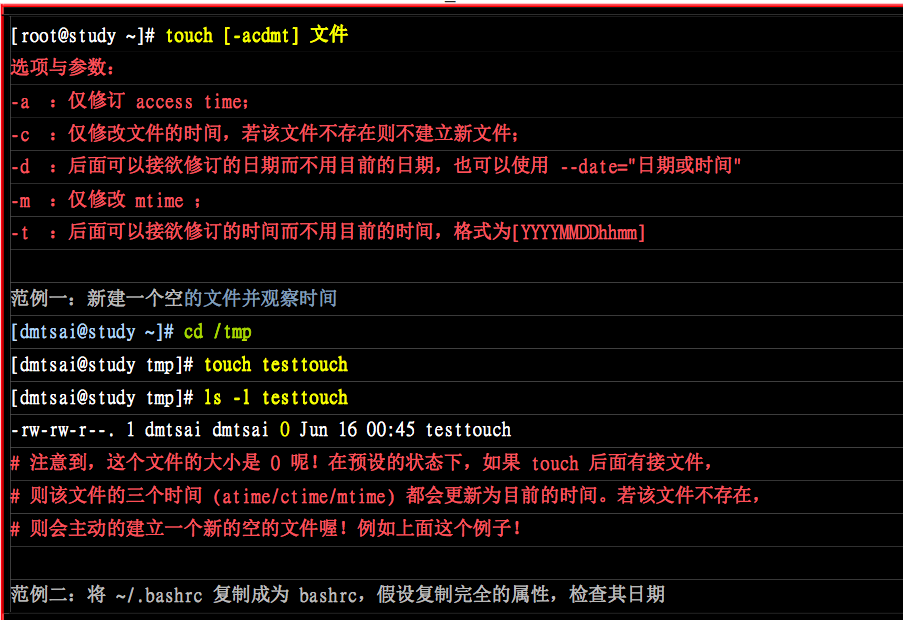 [root@study ~]# touch [-acdmt] 文件
选项与参数：
-a ：仅修订 access time；
-c ：仅修改文件的时间，若该文件不存在则不建立新文件；
-d ：后面可以接欲修订的日期而不用目前的日期，也可以使用 --date="日期或时间"
-m ：仅修改 mtime ；
-t ：后面可以接欲修订的时间而不用目前的时间，格式为[YYYYMMDDhhmm]
范例一：新建一个空的文件并观察时间
[dmtsai@study ~]# cd /tmp
[dmtsai@study tmp]# touch testtouch
[dmtsai@study tmp]# ls -l testtouch
-rw-rw-r--. 1 dmtsai dmtsai 0 Jun 16 00:45 testtouch
# 注意到，这个文件的大小是 0 呢！在预设的状态下，如果 touch 后面有接文件，
# 则该文件的三个时间 (atime/ctime/mtime) 都会更新为目前的时间。若该文件不存在，
# 则会主动的建立一个新的空的文件喔！例如上面这个例子！
范例二：将 ~/.bashrc 复制成为 bashrc，假设复制完全的属性，检查其日期